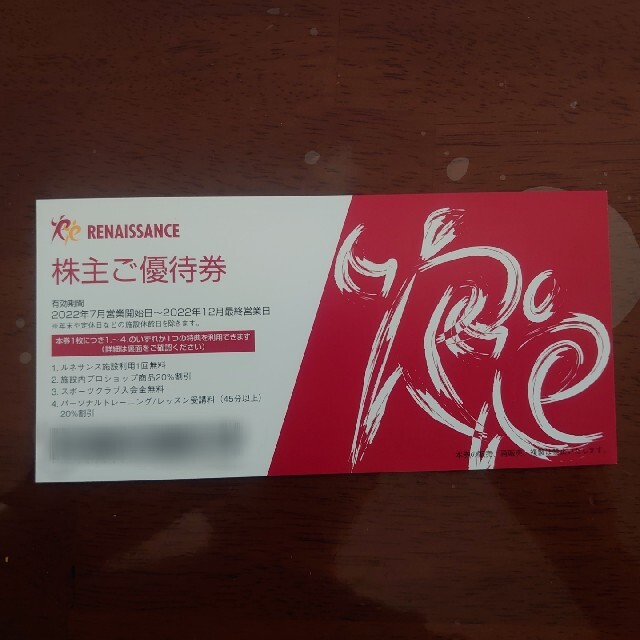 RENAISSANCE
株主ご優待券
有効期間
2022年7月営業開始日〜2022年12月最終営業日
※年末や定休日などの施設休館日を除きます。
本券1枚につき1.〜4.のいずれか1つの特典を利用できます
(詳細は裏面をご確認ください)
1. ルネサンス施設利用1回無料
2. 施設内プロショップ商品20%割引
3. スポーツクラブ入会金無料
4. パーソナルトレーニング/レッスン受講料(45分以上)
20%割引